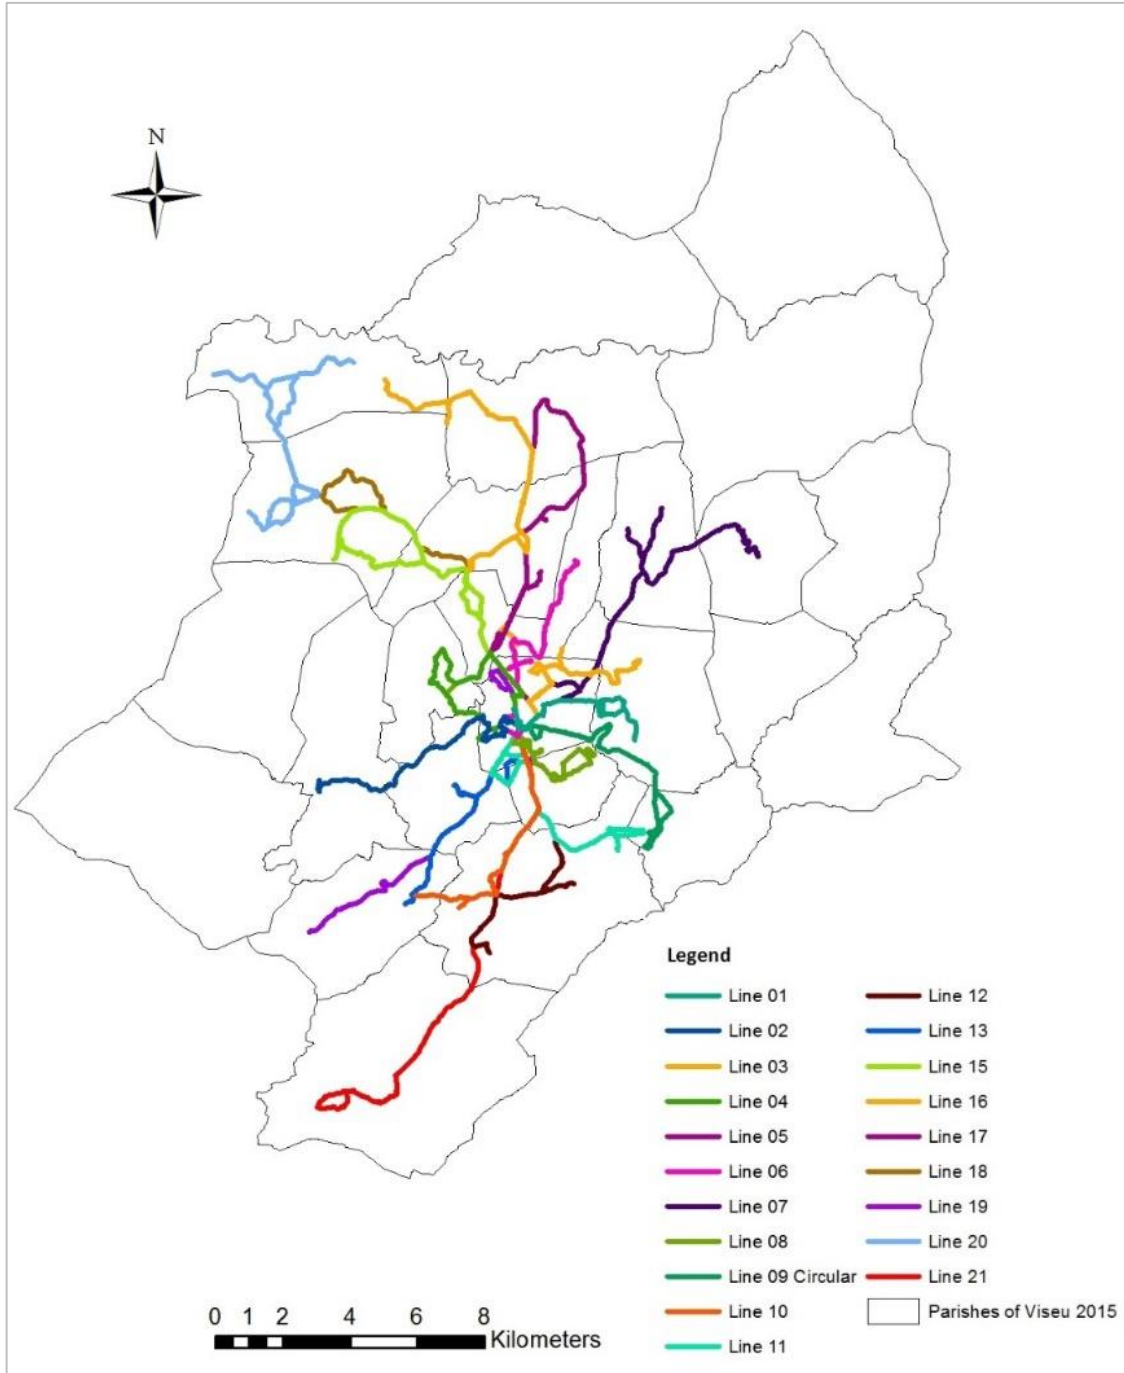 N
Legend
Line 01
Line 02
Line 03
Line 04
Line 05
Line 06
Line 07
Line 08
Line 09 Circular
Line 10
Line 11
Line 12
Line 13
Line 15
Line 16
Line 17
Line 18
Line 19
Line 20
Line 21
Parishes of Viseu 2015
0 1 2 4 6 8
Kilometers